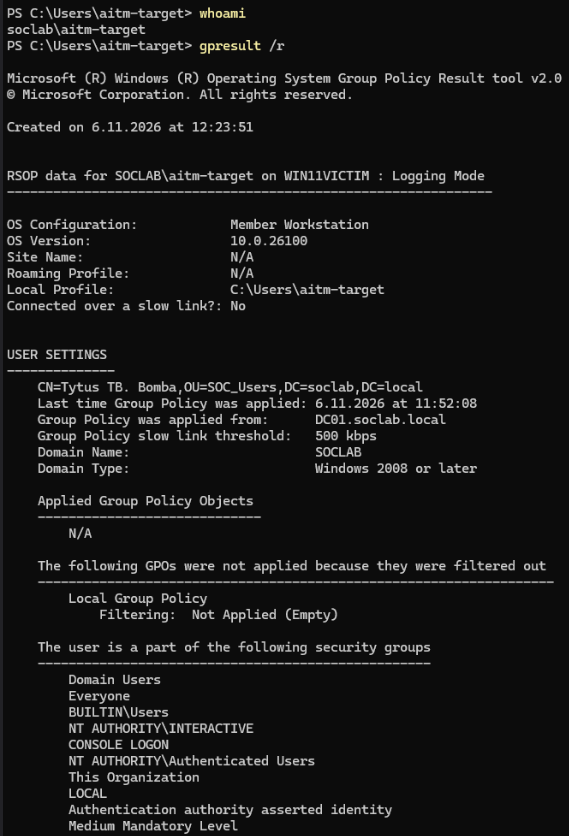 PS C:\Users\aitm-target> whoami
soclab\aitm-target
PS C:\Users\aitm-target> gpresult /r
Microsoft (R) Windows (R) Operating System Group Policy Result tool v2.0
© Microsoft Corporation. All rights reserved.
Created on 6.11.2026 at 12:23:51
RSOP data for SOCLAB\aitm-target on WIN11VICTIM : Logging Mode
---------------------------------------------------------------
OS Configuration: Member Workstation
OS Version: 10.0.26100
Site Name: N/A
Roaming Profile: N/A
Local Profile: C:\Users\aitm-target
Connected over a slow link?: No
USER SETTINGS
--------------
CN=Tytus TB. Bomba,OU=SOC_Users,DC=soclab,DC=local
Last time Group Policy was applied: 6.11.2026 at 11:52:08
Group Policy was applied from: DC01.soclab.local
Group Policy slow link threshold: 500 kbps
Domain Name: SOCLAB
Domain Type: Windows 2008 or later
Applied Group Policy Objects
-----------------------------
N/A
The following GPOs were not applied because they were filtered out
-------------------------------------------------------------------
Local Group Policy
Filtering: Not Applied (Empty)
The user is a part of the following security groups
---------------------------------------------------
Domain Users
Everyone
BUILTIN\Users
NT AUTHORITY\INTERACTIVE
CONSOLE LOGON
NT AUTHORITY\Authenticated Users
This Organization
LOCAL
Authentication authority asserted identity
Medium Mandatory Level